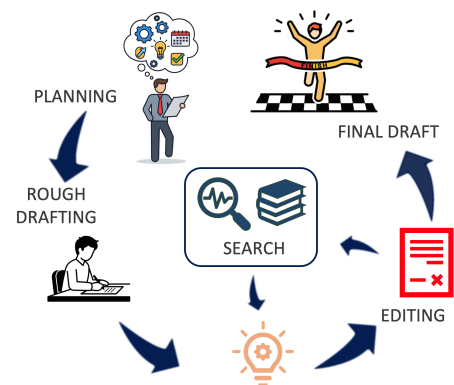 PLANNING
FINISH
FINAL DRAFT
ROUGH
DRAFTING
SEARCH
EDITING